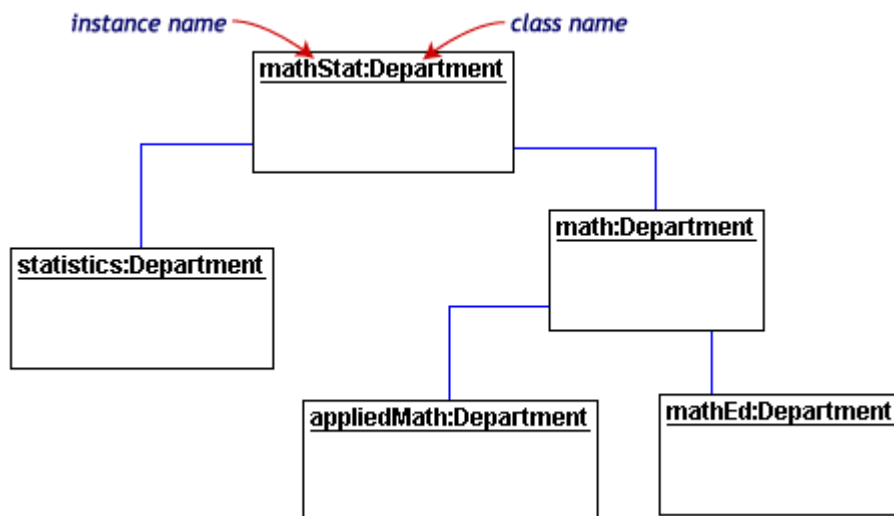 instance name
class name
mathStat:Department
math:Department
statistics:Department
appliedMath:Department
mathEd:Department